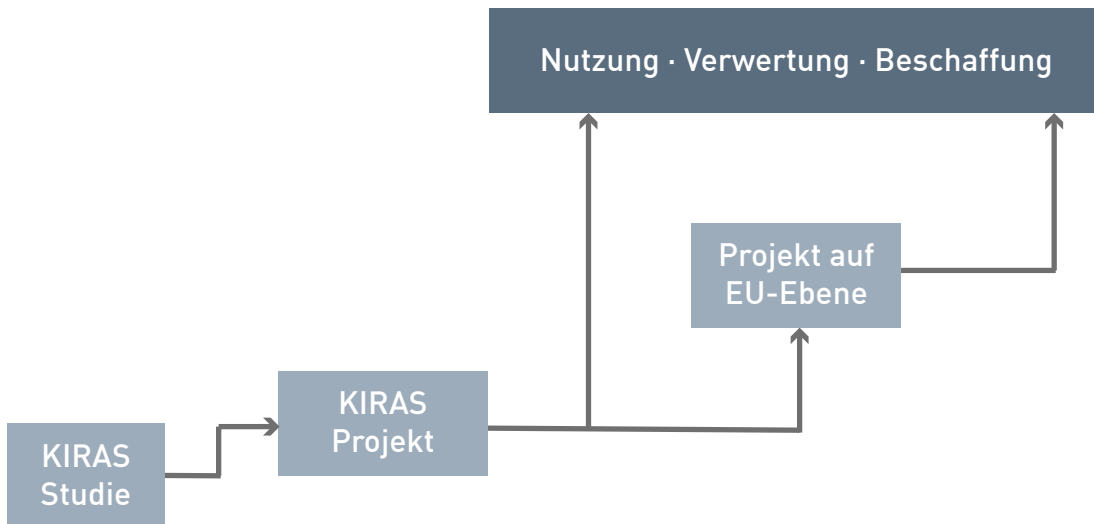 Nutzung · Verwertung · Beschaffung
Projekt auf
EU-Ebene
KIRAS
Projekt
KIRAS
Studie